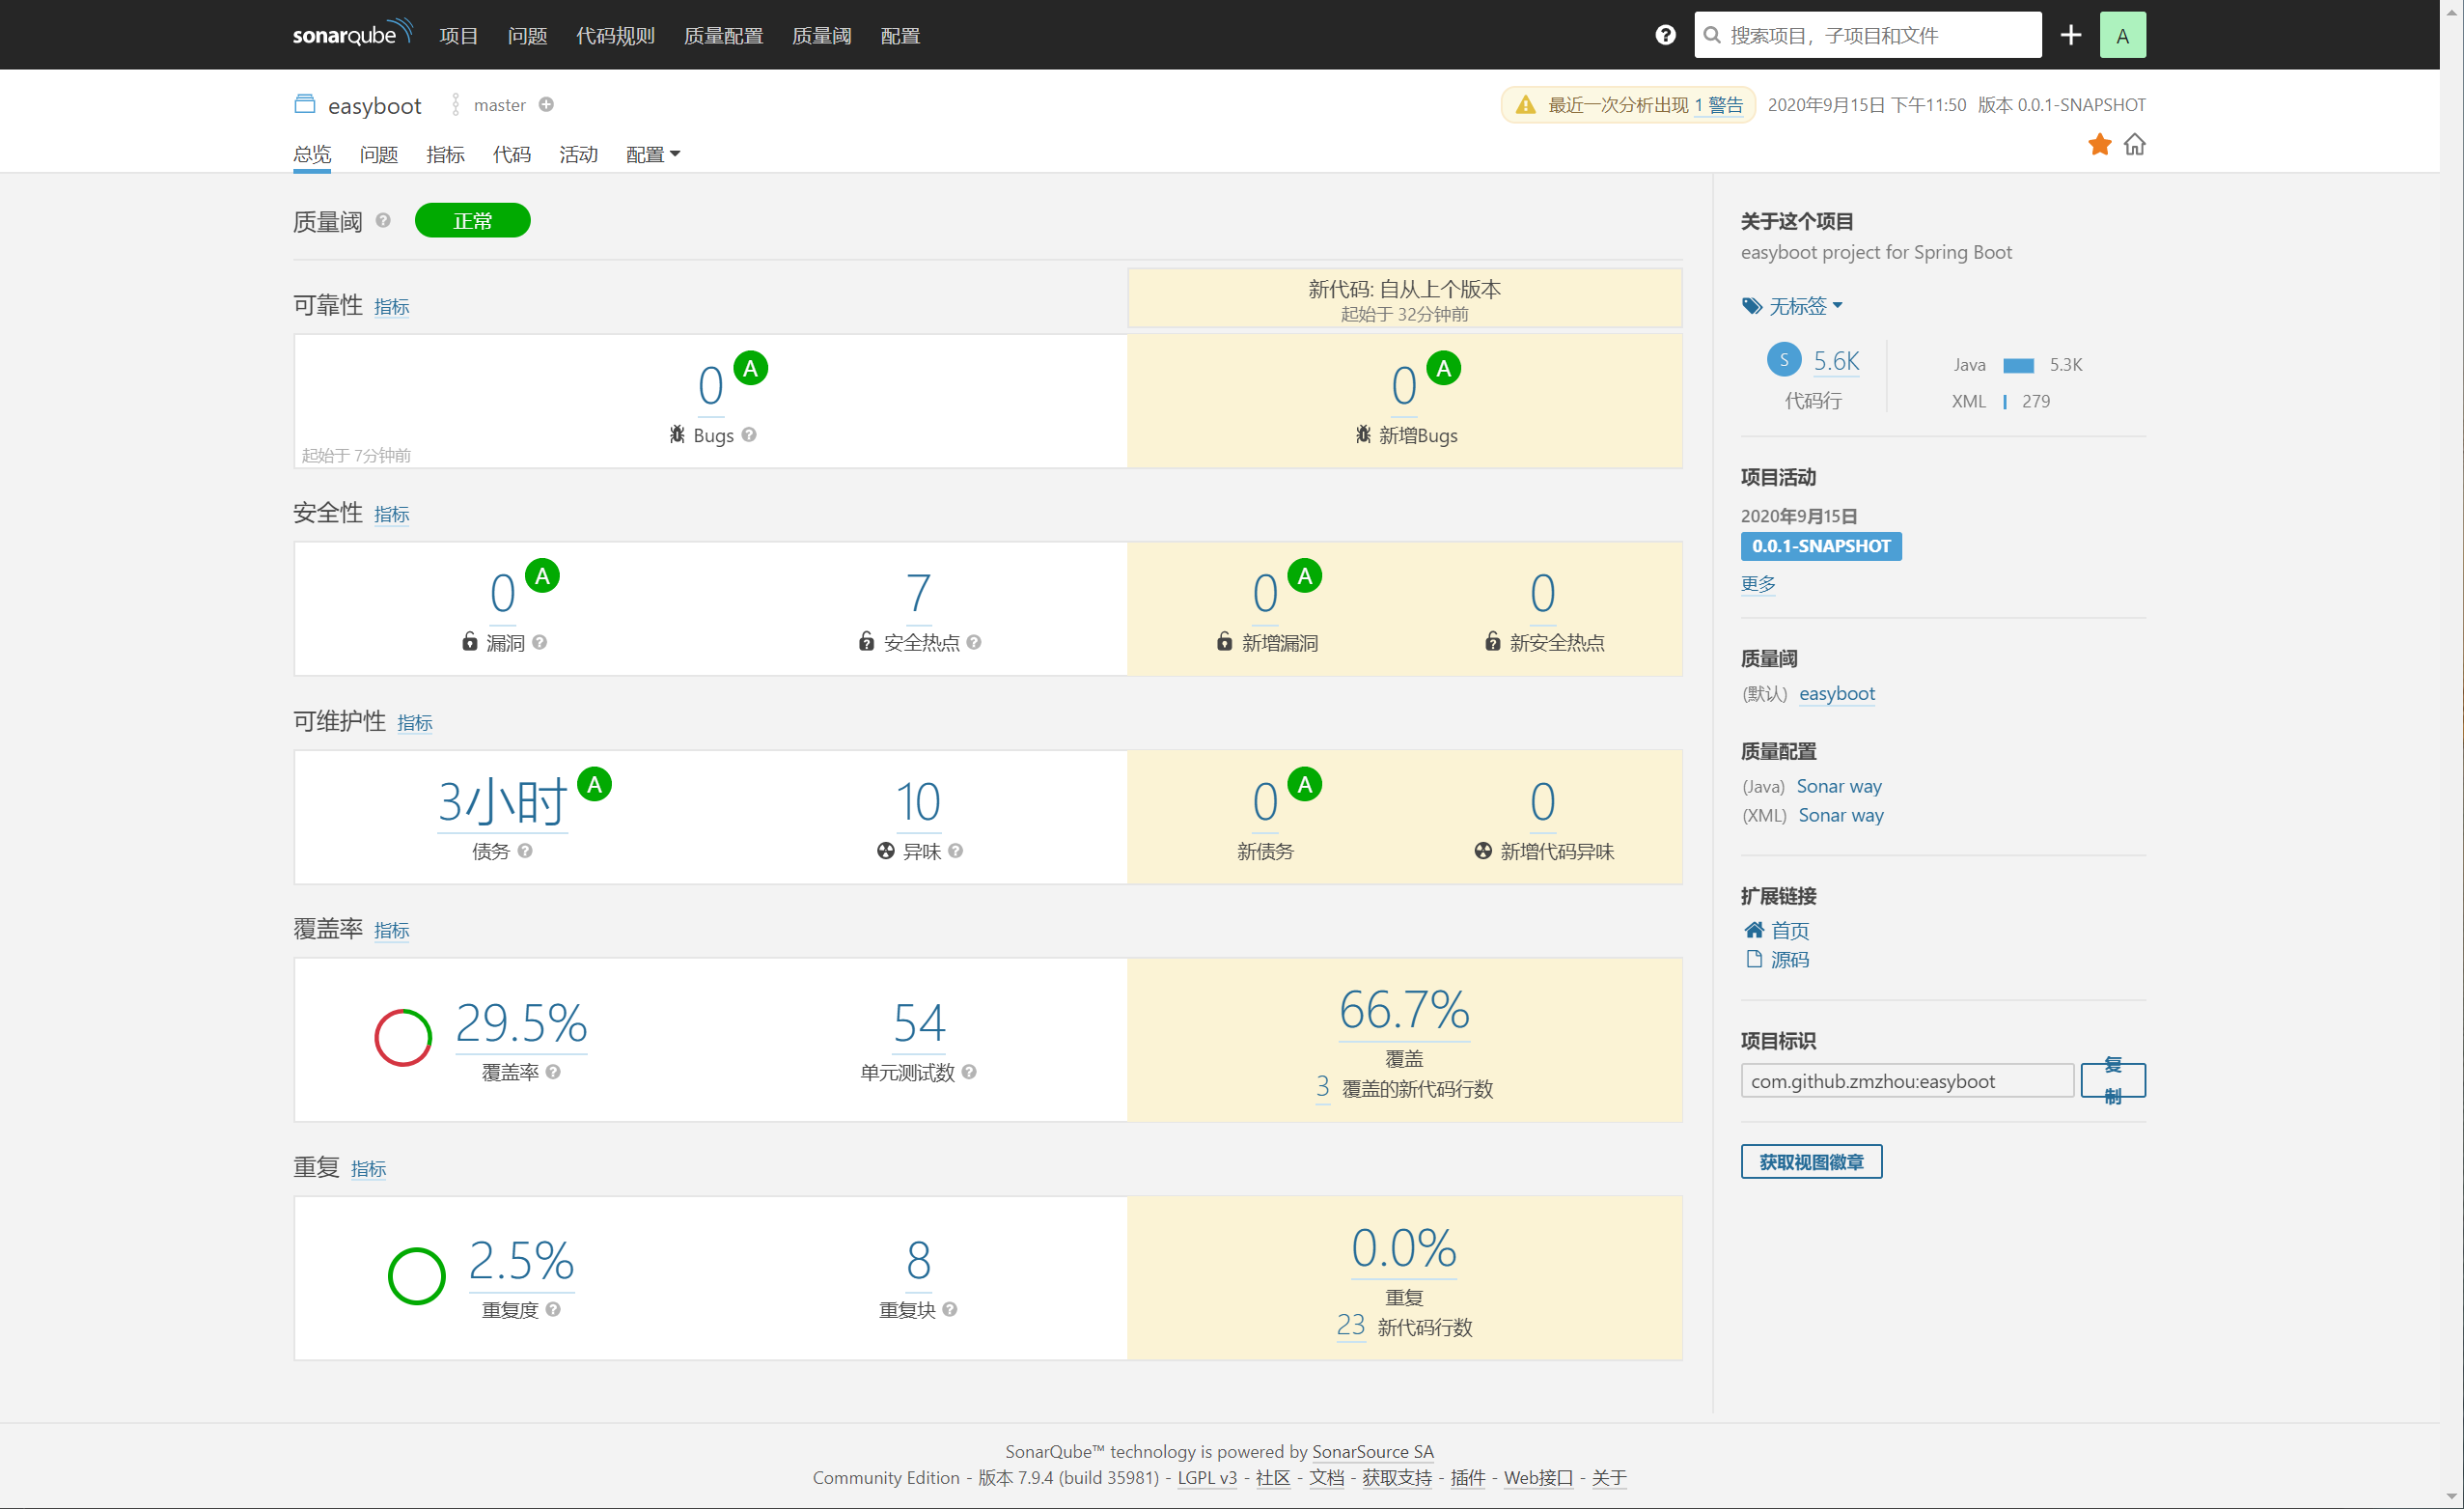 sonarqube 项目 问题 代码规则 质量配置 质量阈 配置 搜索项目，子项目和文件 A
easyboot master 最近一次分析出现 1 警告 2020年9月15日 下午11:50 版本 0.0.1-SNAPSHOT
总览 问题 指标 代码 活动 配置
质量阈 正常
可靠性 指标
新代码: 自从上个版本
起始于 32分钟前
0 A
Bugs
起始于 7分钟前
0 A
新增Bugs
安全性 指标
0 A
漏洞
7
安全热点
0 A
新增漏洞
0
新安全热点
可维护性 指标
3小时 A
债务
10
异味
0 A
新债务
0
新增代码异味
覆盖率 指标
29.5%
覆盖率
54
单元测试数
66.7%
覆盖
3 覆盖的新代码行数
重复 指标
2.5%
重复度
8
重复块
0.0%
重复
23 新代码行数
关于这个项目
easyboot project for Spring Boot
无标签
S 5.6K
代码行
Java 5.3K
XML 279
项目活动
2020年9月15日
0.0.1-SNAPSHOT
更多
质量阈
(默认) easyboot
质量配置
(Java) Sonar way
(XML) Sonar way
扩展链接
首页
源码
项目标识
com.github.zmzhou:easyboot 复制
获取视图徽章
SonarQube™ technology is powered by SonarSource SA
Community Edition - 版本 7.9.4 (build 35981) - LGPL v3 - 社区 - 文档 - 获取支持 - 插件 - Web接口 - 关于